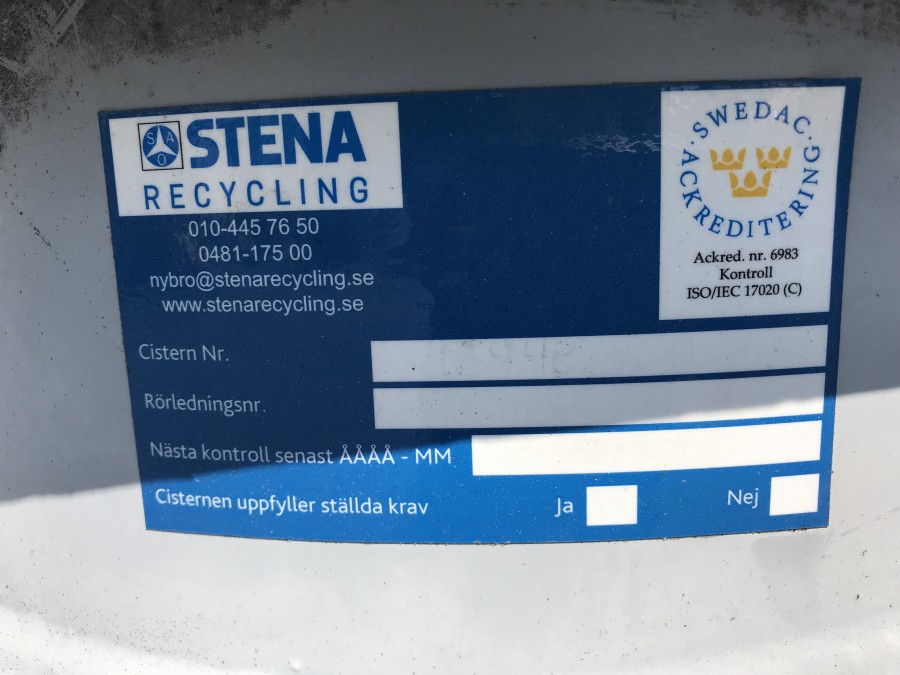 SAO
STENA
RECYCLING
010-445 76 50
0481-175 00
nybro@stenarecycling.se
www.stenarecycling.se
· SWEDAC ·
ACKREDITERING
Ackred. nr. 6983
Kontroll
ISO/IEC 17020 (C)
Cistern Nr.
Rörledningsnr.
Nästa kontroll senast ÅÅÅÅ - MM
Cisternen uppfyller ställda krav Ja Nej